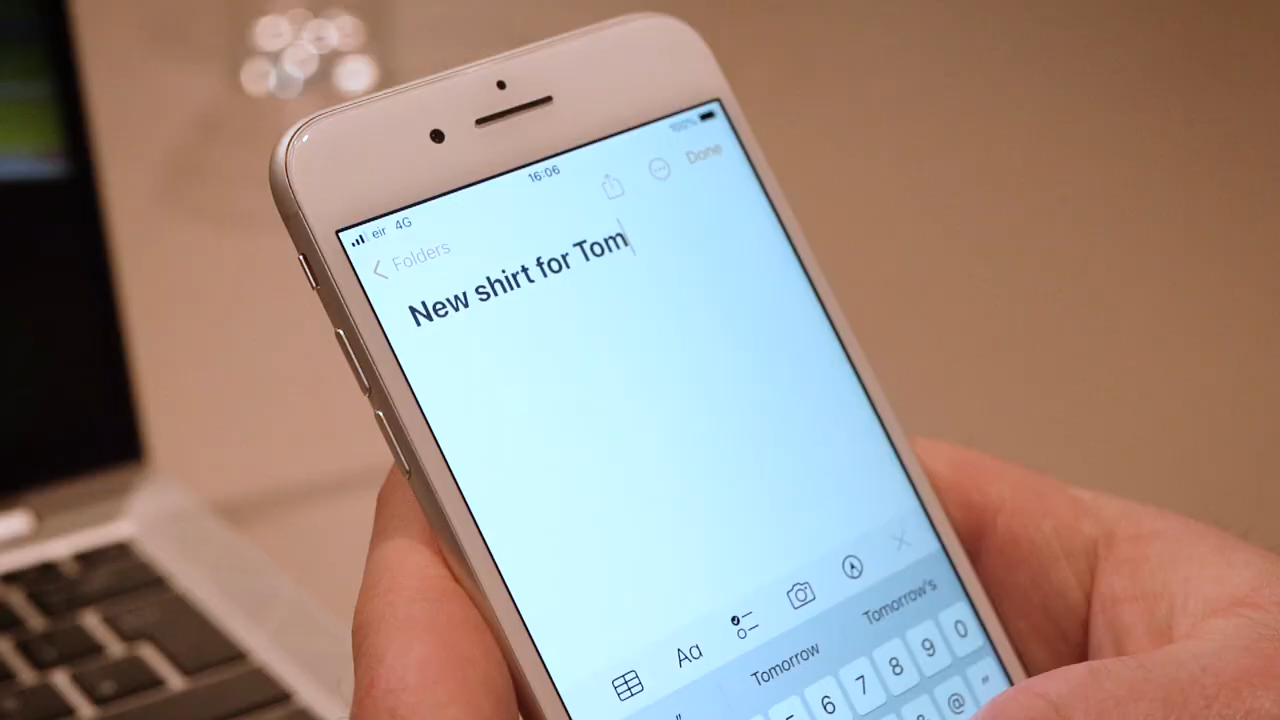 16:06
100%
eir 4G
Folders
Done
New shirt for Tom
Aa
" Tomorrow Tomorrow's
6 7 8 9 0
& @ "